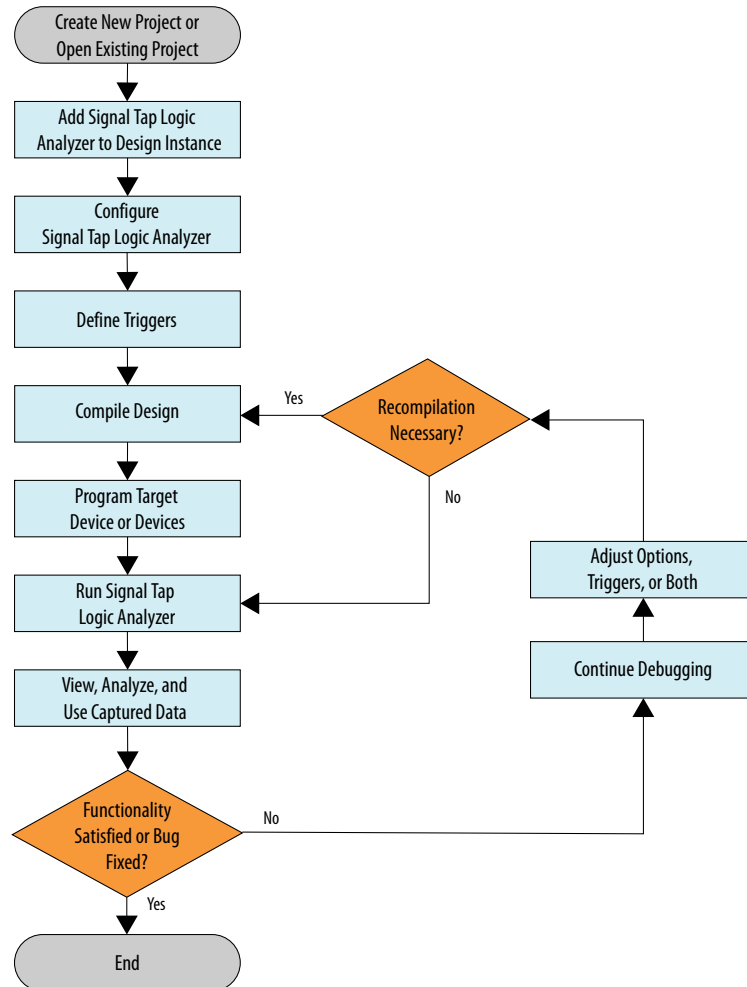 Create New Project or
Open Existing Project
Add Signal Tap Logic
Analyzer to Design Instance
Configure
Signal Tap Logic Analyzer
Define Triggers
Compile Design
Yes
Recompilation
Necessary?
No
Program Target
Device or Devices
Adjust Options,
Triggers, or Both
Run Signal Tap
Logic Analyzer
Continue Debugging
View, Analyze, and
Use Captured Data
Functionality
Satisfied or Bug
Fixed?
No
Yes
End